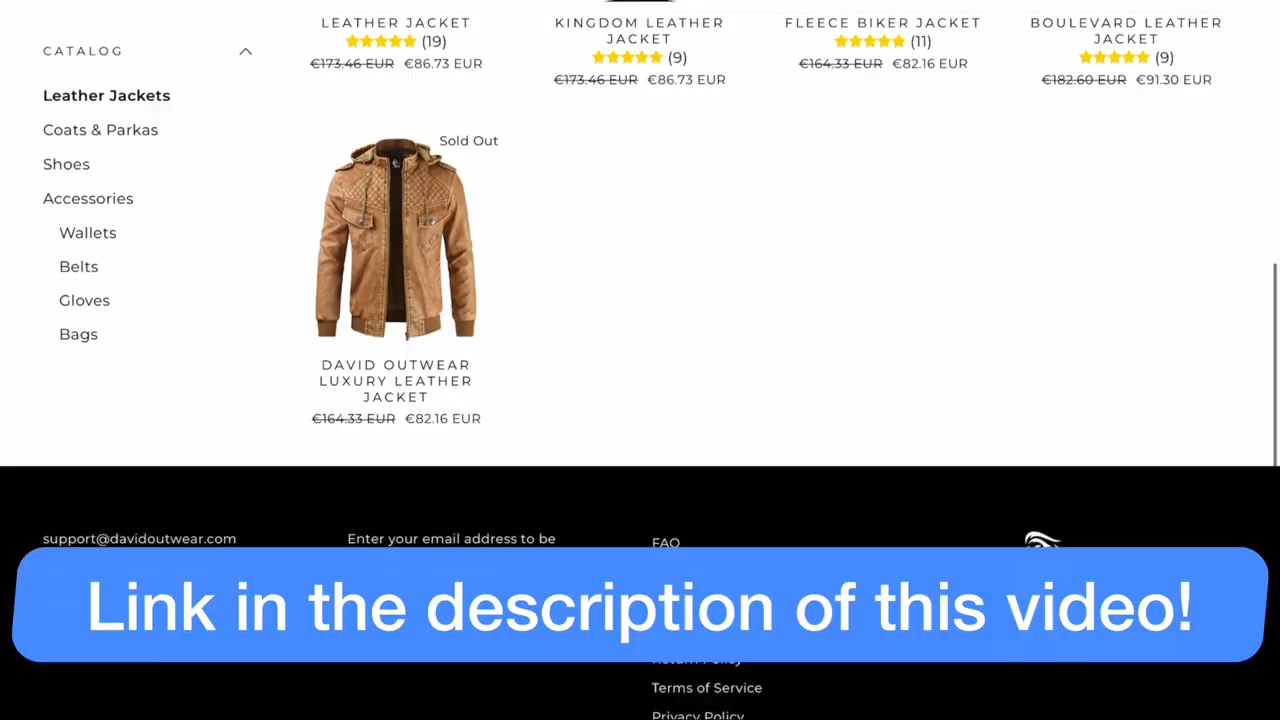 CATALOG
Leather Jackets
Coats & Parkas
Shoes
Accessories
Wallets
Belts
Gloves
Bags
LEATHER JACKET
(19)
€173.46 EUR €86.73 EUR
KINGDOM LEATHER
JACKET
(9)
€173.46 EUR €86.73 EUR
FLEECE BIKER JACKET
(11)
€164.33 EUR €82.16 EUR
BOULEVARD LEATHER
JACKET
(9)
€182.60 EUR €91.30 EUR
Sold Out
DAVID OUTWEAR
LUXURY LEATHER
JACKET
€164.33 EUR €82.16 EUR
support@davidoutwear.com
Enter your email address to be
FAQ
Link in the description of this video!
Return Policy
Terms of Service
Privacy Policy